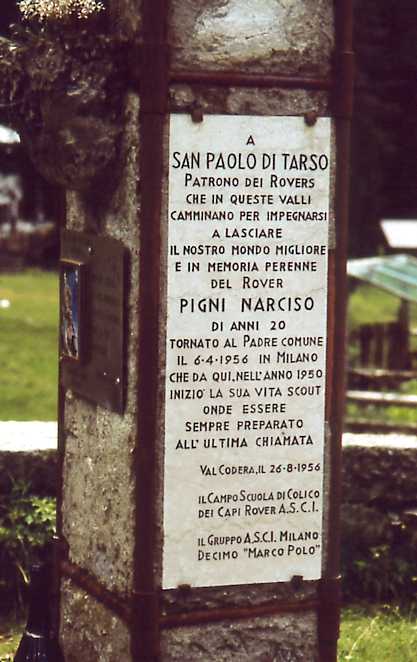 A
SAN PAOLO DI TARSO
PATRONO DEI ROVERS
CHE IN QUESTE VALLI
CAMMINANO PER IMPEGNARSI
A LASCIARE
IL NOSTRO MONDO MIGLIORE
E IN MEMORIA PERENNE
DEL ROVER
PIGNI NARCISO
DI ANNI 20
TORNATO AL PADRE COMUNE
IL 6·4·1956 IN MILANO
CHE DA QUI, NELL'ANNO 1950
INIZIO' LA SUA VITA SCOUT
ONDE ESSERE
SEMPRE PREPARATO
ALL'ULTIMA CHIAMATA
VAL CODERA, IL 26-8-1956
IL CAMPO SCUOLA DI COLICO
DEI CAPI ROVER A.S.C.I.
IL GRUPPO A.S.C.I. MILANO
DECIMO "MARCO POLO"